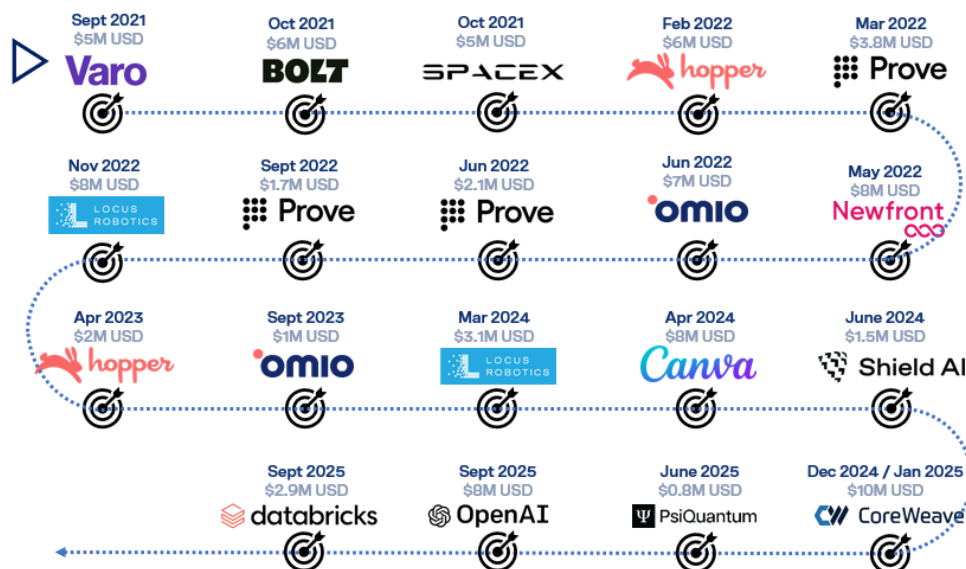 Sept 2021
$5M USD
Varo
Oct 2021
$6M USD
BOLT
Oct 2021
$5M USD
SPACEX
Feb 2022
$6M USD
hopper
Mar 2022
$3.8M USD
Prove
Nov 2022
$8M USD
LOCUS
ROBOTICS
Sept 2022
$1.7M USD
Prove
Jun 2022
$2.1M USD
Prove
Jun 2022
$7M USD
omio
May 2022
$8M USD
Newfront
Apr 2023
$2M USD
hopper
Sept 2023
$1M USD
omio
Mar 2024
$3.1M USD
LOCUS
ROBOTICS
Apr 2024
$8M USD
Canva
June 2024
$1.5M USD
Shield AI
Sept 2025
$2.9M USD
databricks
Sept 2025
$8M USD
OpenAI
June 2025
$0.8M USD
Ψ PsiQuantum
Dec 2024 / Jan 2025
$10M USD
CW CoreWeave